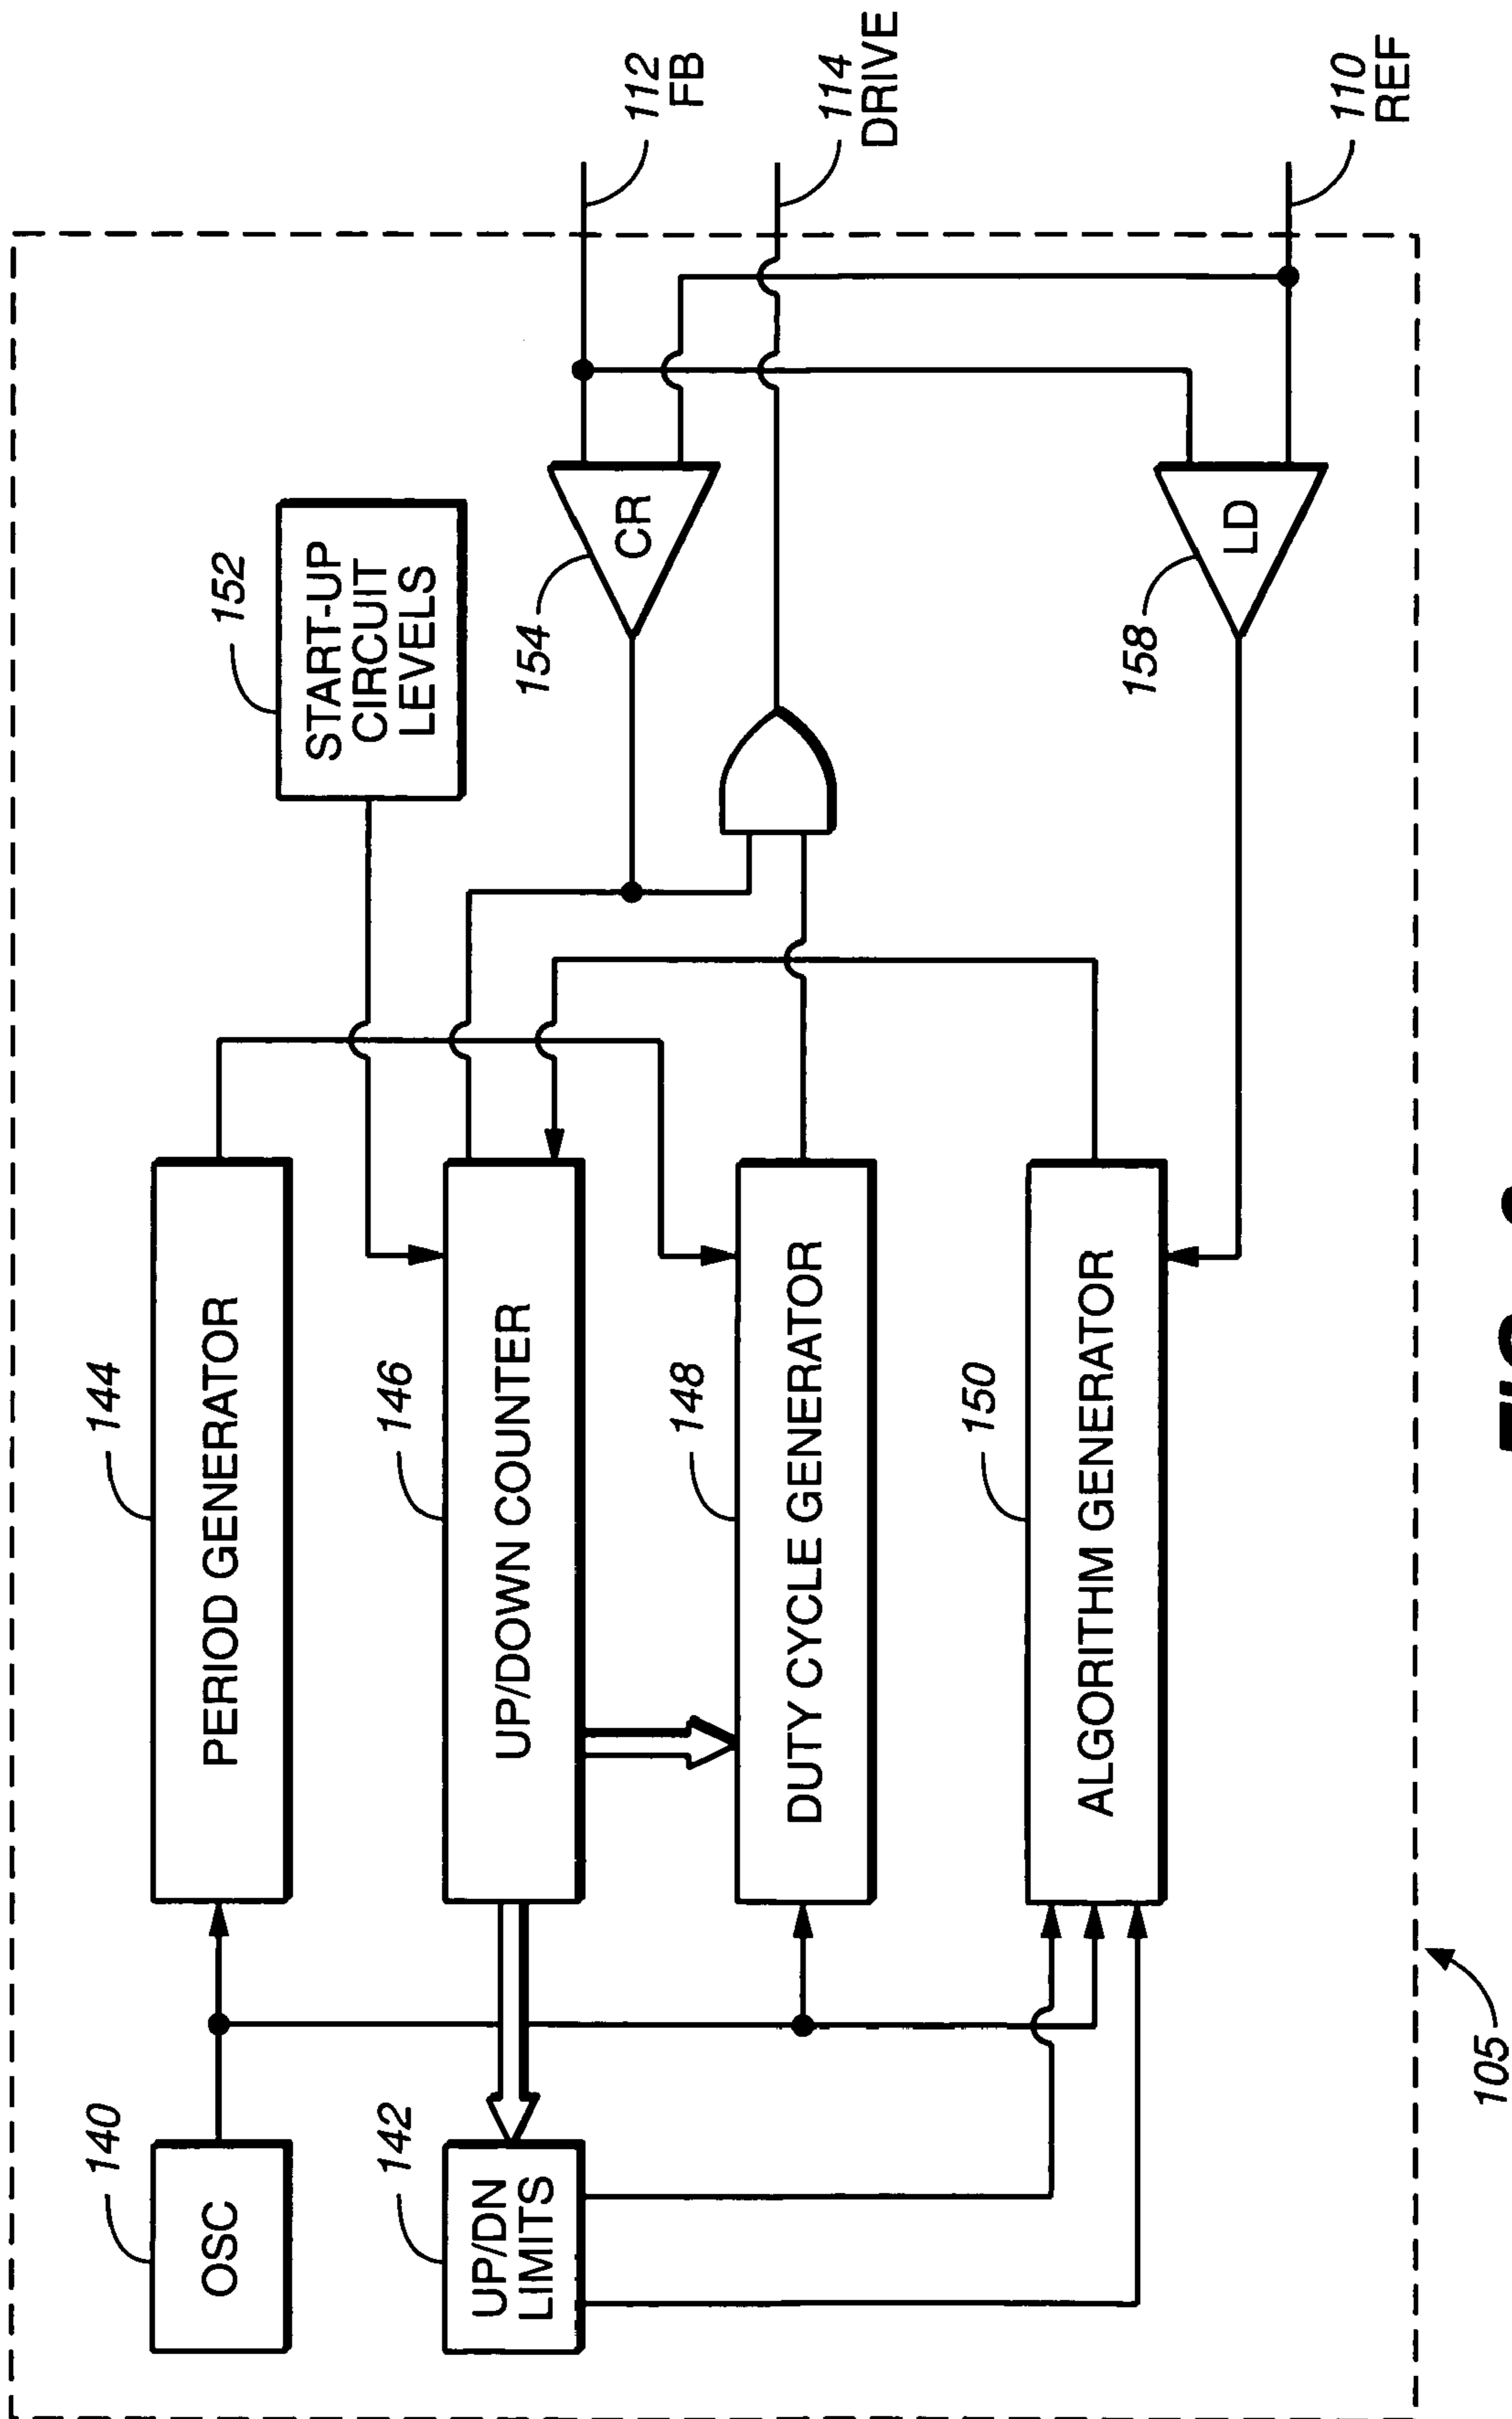 140
OSC
144
PERIOD GENERATOR
152
START-UP
CIRCUIT
LEVELS
142
UP/DN
LIMITS
146
UP/DOWN COUNTER
154
CR
112
FB
148
DUTY CYCLE GENERATOR
114
DRIVE
150
ALGORITHM GENERATOR
158
LD
110
REF
105